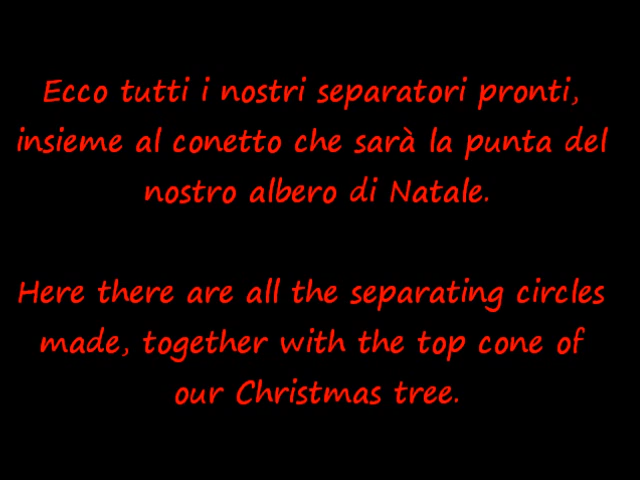 Ecco tutti i nostri separatori pronti,
insieme al conetto che sarà la punta del
nostro albero di Natale.
Here there are all the separating circles
made, together with the top cone of
our Christmas tree.